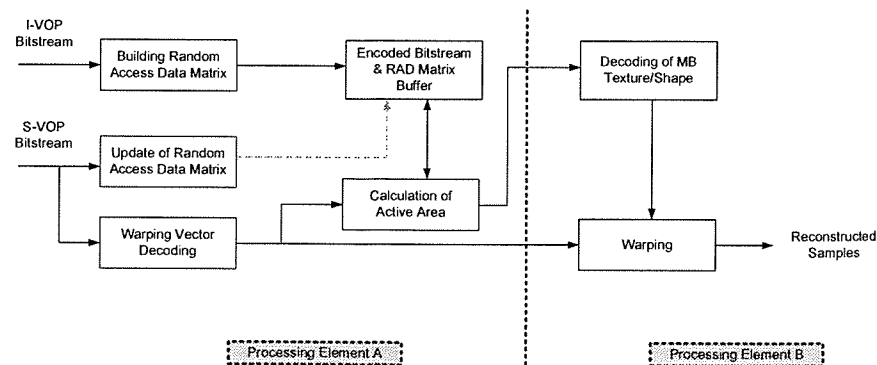 I-VOP
Bitstream
Building Random
Access Data Matrix
Encoded Bitstream
& RAD Matrix
Buffer
Decoding of MB
Texture/Shape
S-VOP
Bitstream
Update of Random
Access Data Matrix
Calculation of
Active Area
Warping Vector
Decoding
Warping
Reconstructed
Samples
Processing Element A
Processing Element B